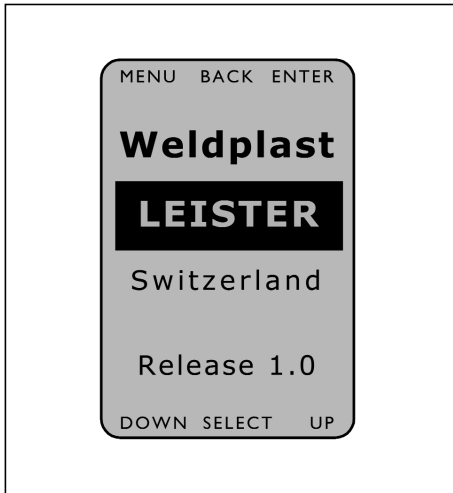 MENU BACK ENTER
Weldplast
LEISTER
Switzerland
Release 1.0
DOWN SELECT UP